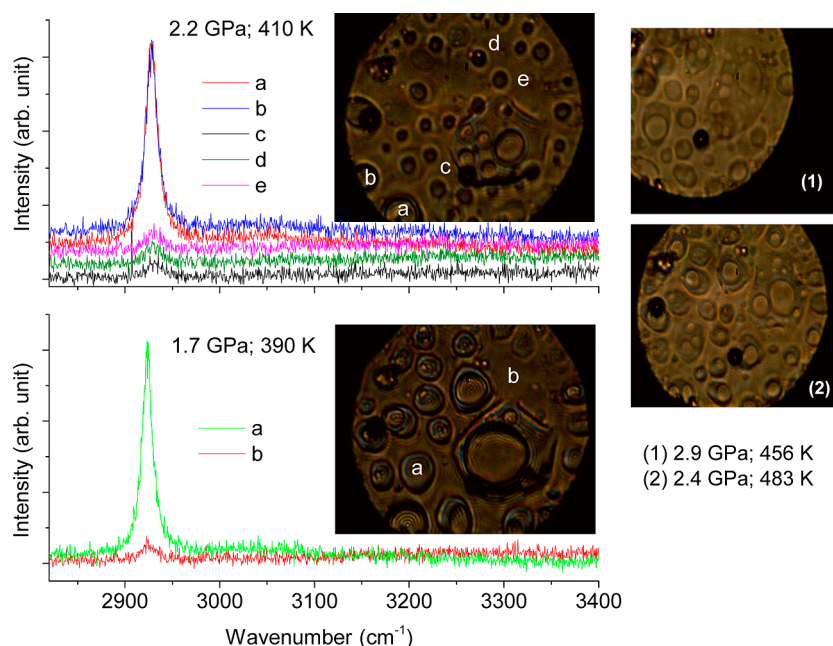 2.2 GPa; 410 K
a
b
c
d
e
d
e
c
b
a
Intensity (arb. unit)
1.7 GPa; 390 K
a
b
b
a
Intensity (arb. unit)
2900 3000 3100 3200 3300 3400
Wavenumber (cm⁻¹)
(1)
(2)
(1) 2.9 GPa; 456 K
(2) 2.4 GPa; 483 K